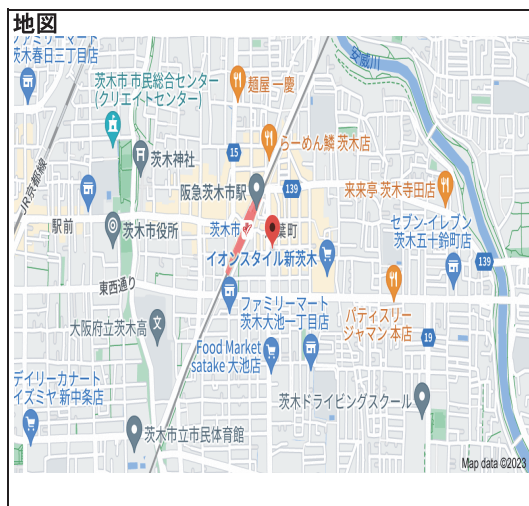 地図
ファミリーマート
茨木春日三丁目店
茨木市 市民総合センター
(クリエイトセンター)
麺屋 一慶
安威川
JR京都線
15
らーめん鱗 茨木店
茨木神社
阪急茨木市駅
139
来来亭 茨木寺田店
駅前
茨木市役所
茨木市
葉町
セブン-イレブン
茨木五十鈴町店
イオンスタイル新茨木
139
東西通り
ファミリーマート
茨木大池一丁目店
パティスリー
ジャマン 本店
大阪府立茨木高
19
Food Market
satake 大池店
デイリーカナート
イズミヤ 新中条店
茨木ドライビングスクール
茨木市立市民体育館
Map data ©2023